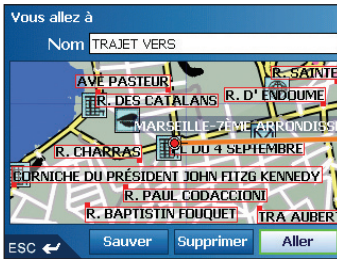 Vous allez à
Nom TRAJET VERS
R. SAINTE
AVE PASTEUR
R. D' ENDOUME
R. DES CATALANS
MARSEILLE-7ÈME ARRONDISS
PL DU 4 SEPTEMBRE
R. CHARRAS
CORNICHE DU PRÉSIDENT JOHN FITZG KENNEDY
R. PAUL CODACCIONI
R. BAPTISTIN FOUQUET
TRA AUBER
ESC Sauver Supprimer Aller